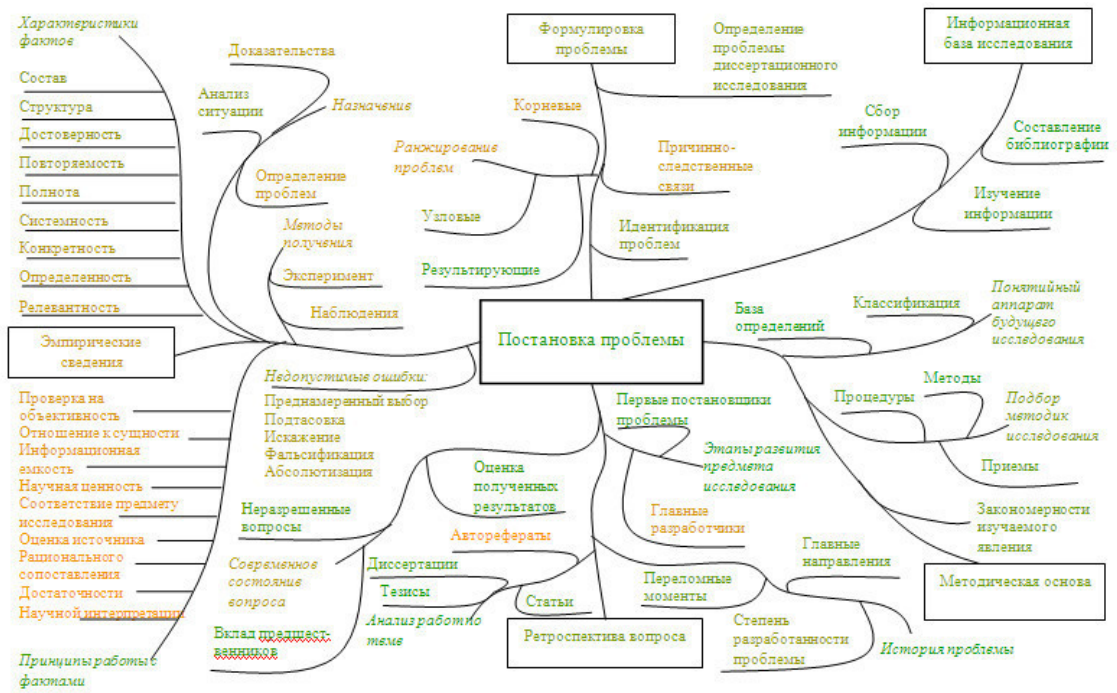 Характеристики
фактов
Состав
Структура
Достоверность
Повторяемость
Полнота
Системность
Конкретность
Определенность
Релевантность
Эмпирические
сведения
Доказательства
Анализ
ситуации
Назначение
Определение
проблем
Методы
получения
Эксперимент
Наблюдения
Формулировка
проблемы
Определение
проблемы
диссертационного
исследования
Корневые
Ранжирование
проблем
Причинно-
следственные
связи
Узловые
Идентификация
проблем
Результирующие
Информационная
база исследования
Сбор
информации
Составление
библиографии
Изучение
информации
Постановка проблемы
База
определений
Классификация
Понятийный
аппарат
будущего
исследования
Методы
Процедуры
Подбор
методик
исследования
Приемы
Закономерности
изучаемого
явления
Методическая основа
Недопустимые ошибки:
Преднамеренный выбор
Подтасовка
Искажение
Фальсификация
Абсолютизация
Проверка на
объективность
Отношение к сущности
Информационная
емкость
Научная ценность
Соответствие предмету
исследования
Оценка источника
Рационального
сопоставления
Достаточности
Научной интерпретации
Принципы работы с
фактами
Неразрешенные
вопросы
Современное
состояние
вопроса
Вклад предшест-
венников
Оценка
полученных
результатов
Авторефераты
Диссертации
Тезисы
Статьи
Анализ работ по
теме
Первые постановщики
проблемы
Этапы развития
предмета
исследования
Главные
разработчики
Ретроспектива вопроса
Переломные
моменты
Главные
направления
Степень
разработанности
проблемы
История проблемы